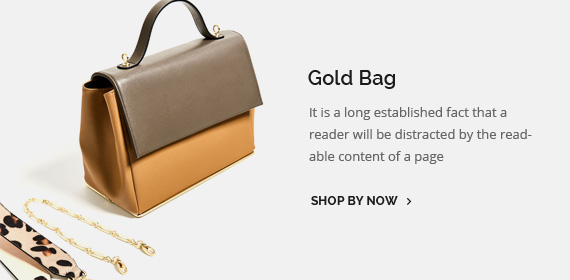 Gold Bag
It is a long established fact that a
reader will be distracted by the read-
able content of a page
SHOP BY NOW >